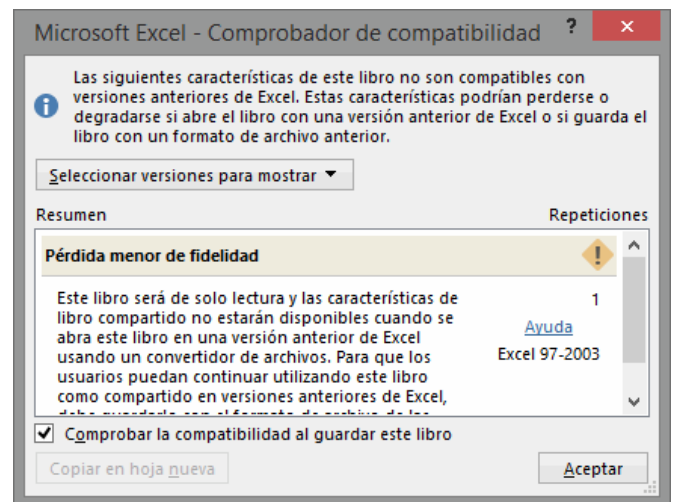 Microsoft Excel - Comprobador de compatibilidad ? ×
Las siguientes características de este libro no son compatibles con
versiones anteriores de Excel. Estas características podrían perderse o
degradarse si abre el libro con una versión anterior de Excel o si guarda el
libro con un formato de archivo anterior.
Seleccionar versiones para mostrar
Resumen Repeticiones
Pérdida menor de fidelidad
Este libro será de solo lectura y las características de
libro compartido no estarán disponibles cuando se
abra este libro en una versión anterior de Excel
usando un convertidor de archivos. Para que los
usuarios puedan continuar utilizando este libro
como compartido en versiones anteriores de Excel,
1
Ayuda
Excel 97-2003
Comprobar la compatibilidad al guardar este libro
Copiar en hoja nueva Aceptar